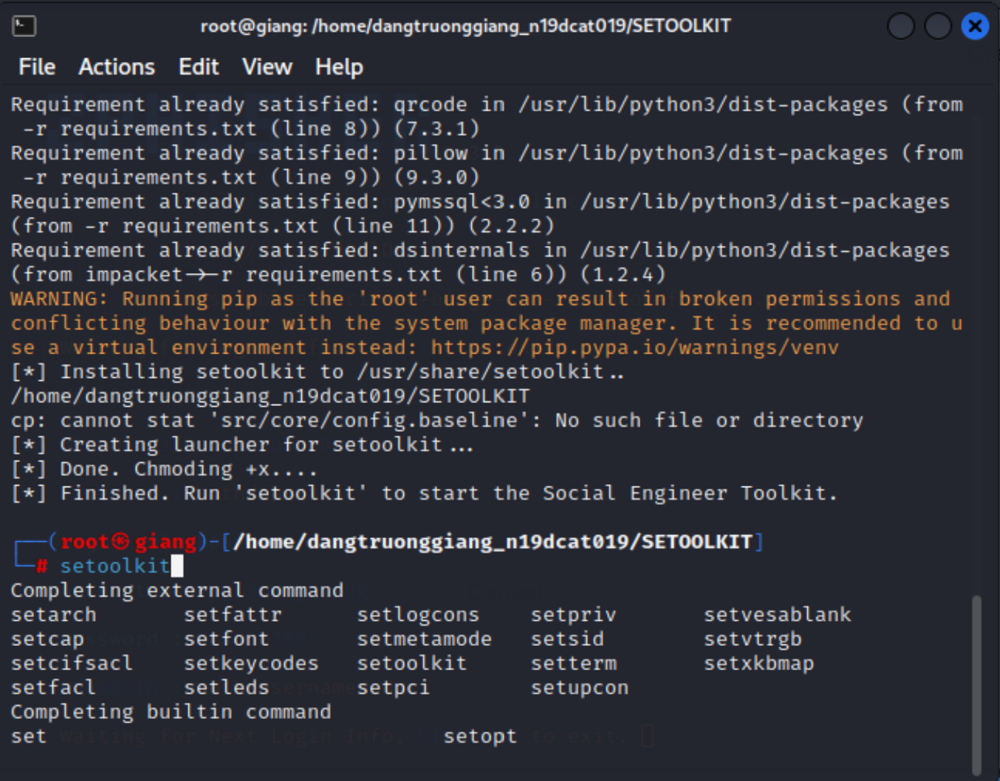 root@giang: /home/dangtruonggiang_n19dcat019/SETOOLKIT
File Actions Edit View Help
Requirement already satisfied: qrcode in /usr/lib/python3/dist-packages (from
-r requirements.txt (line 8)) (7.3.1)
Requirement already satisfied: pillow in /usr/lib/python3/dist-packages (from
-r requirements.txt (line 9)) (9.3.0)
Requirement already satisfied: pymssql<3.0 in /usr/lib/python3/dist-packages
(from -r requirements.txt (line 11)) (2.2.2)
Requirement already satisfied: dsinternals in /usr/lib/python3/dist-packages
(from impacket->-r requirements.txt (line 6)) (1.2.4)
WARNING: Running pip as the 'root' user can result in broken permissions and
conflicting behaviour with the system package manager. It is recommended to u
se a virtual environment instead: https://pip.pypa.io/warnings/venv
[*] Installing setoolkit to /usr/share/setoolkit..
/home/dangtruonggiang_n19dcat019/SETOOLKIT
cp: cannot stat 'src/core/config.baseline': No such file or directory
[*] Creating launcher for setoolkit...
[*] Done. Chmoding +x....
[*] Finished. Run 'setoolkit' to start the Social Engineer Toolkit.
┌──(root㉿giang)-[/home/dangtruonggiang_n19dcat019/SETOOLKIT]
└─# setoolkit
Completing external command
setarch setfattr setlogcons setpriv setvesablank
setcap setfont setmetamode setsid setvtrgb
setcifsacl setkeycodes setoolkit setterm setxkbmap
setfacl setleds setpci setupcon
Completing builtin command
set setopt